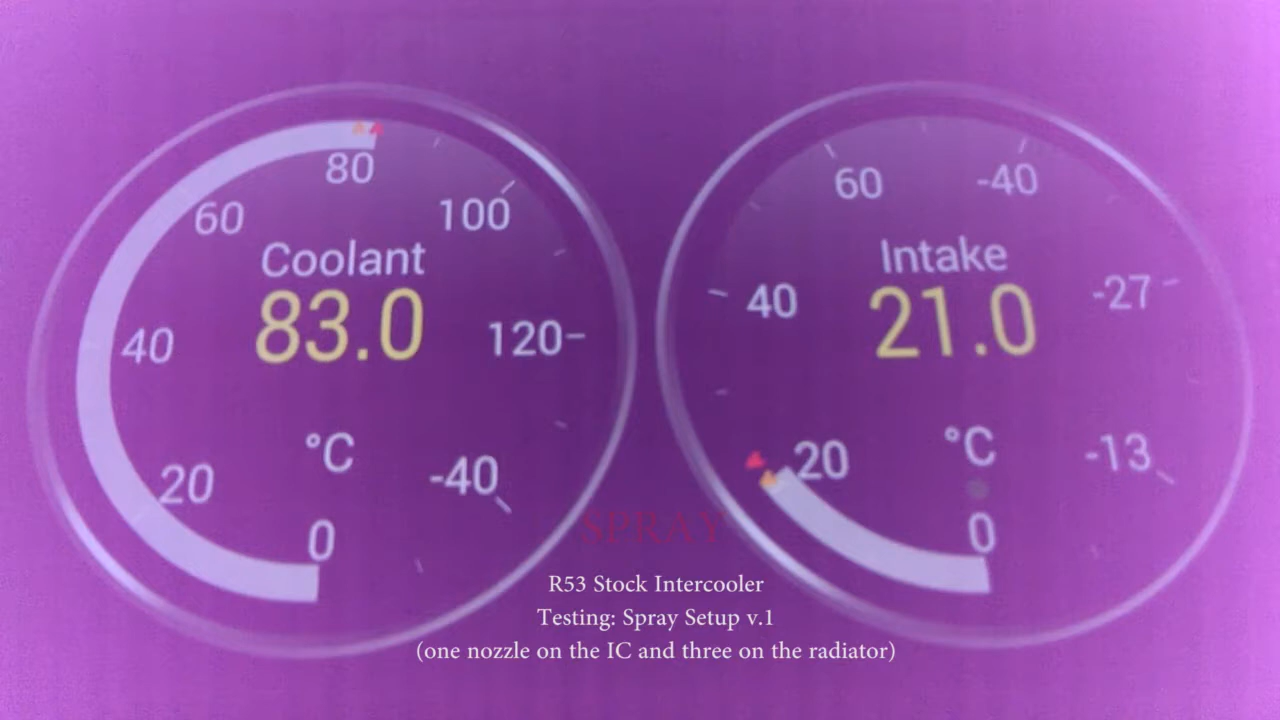 80
60
100
Coolant
83.0
40
120
°C
20
-40
0
60
-40
Intake
21.0
40
-27
20
°C
-13
0
SPRAY
R53 Stock Intercooler
Testing: Spray Setup v.1
(one nozzle on the IC and three on the radiator)